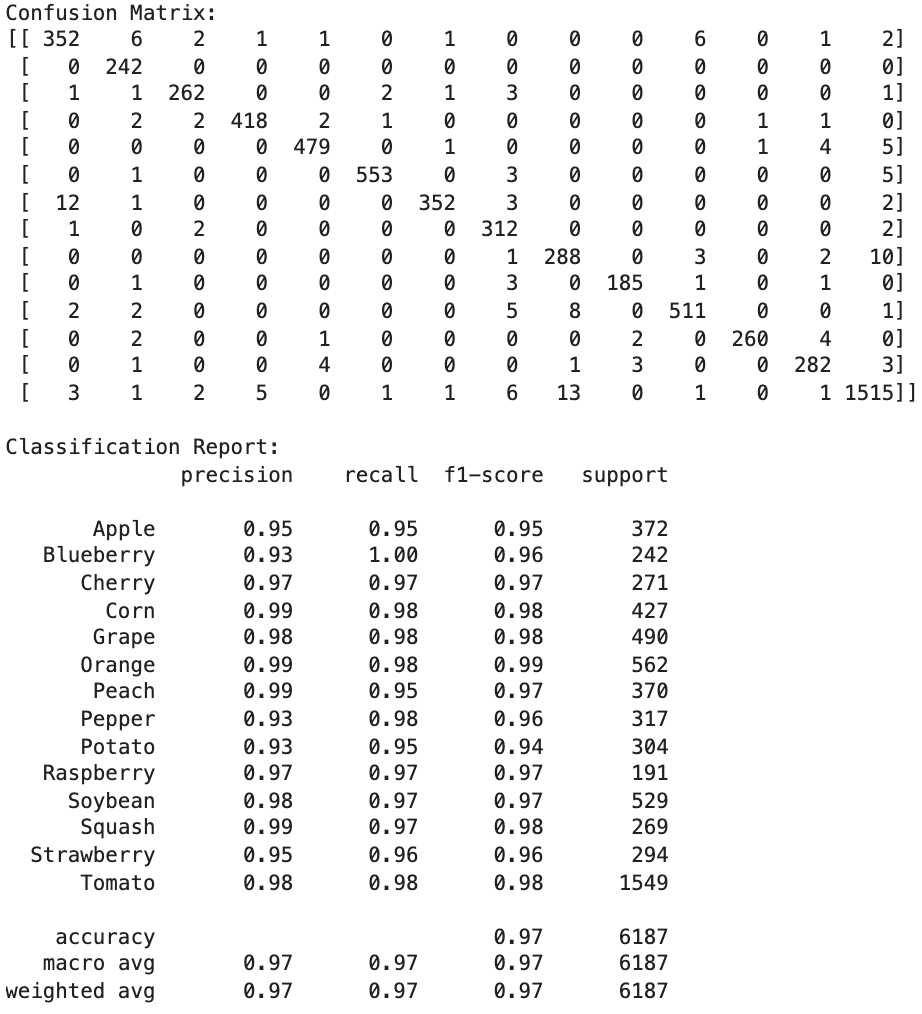 Confusion Matrix:
[[ 352 6 2 1 1 0 1 0 0 0 6 0 1 2]
[ 0 242 0 0 0 0 0 0 0 0 0 0 0 0]
[ 1 1 262 0 0 2 1 3 0 0 0 0 0 1]
[ 0 2 2 418 2 1 0 0 0 0 0 1 1 0]
[ 0 0 0 0 479 0 1 0 0 0 0 1 4 5]
[ 0 1 0 0 0 553 0 3 0 0 0 0 0 5]
[ 12 1 0 0 0 0 352 3 0 0 0 0 0 2]
[ 1 0 2 0 0 0 0 312 0 0 0 0 0 2]
[ 0 0 0 0 0 0 0 1 288 0 3 0 2 10]
[ 0 1 0 0 0 0 0 3 0 185 1 0 1 0]
[ 2 2 0 0 0 0 0 5 8 0 511 0 0 1]
[ 0 2 0 0 1 0 0 0 0 2 0 260 4 0]
[ 0 1 0 0 4 0 0 0 1 3 0 0 282 3]
[ 3 1 2 5 0 1 1 6 13 0 1 0 1 1515]]
Classification Report:
precision recall f1-score support
Apple 0.95 0.95 0.95 372
Blueberry 0.93 1.00 0.96 242
Cherry 0.97 0.97 0.97 271
Corn 0.99 0.98 0.98 427
Grape 0.98 0.98 0.98 490
Orange 0.99 0.98 0.99 562
Peach 0.99 0.95 0.97 370
Pepper 0.93 0.98 0.96 317
Potato 0.93 0.95 0.94 304
Raspberry 0.97 0.97 0.97 191
Soybean 0.98 0.97 0.97 529
Squash 0.99 0.97 0.98 269
Strawberry 0.95 0.96 0.96 294
Tomato 0.98 0.98 0.98 1549
accuracy 0.97 6187
macro avg 0.97 0.97 0.97 6187
weighted avg 0.97 0.97 0.97 6187